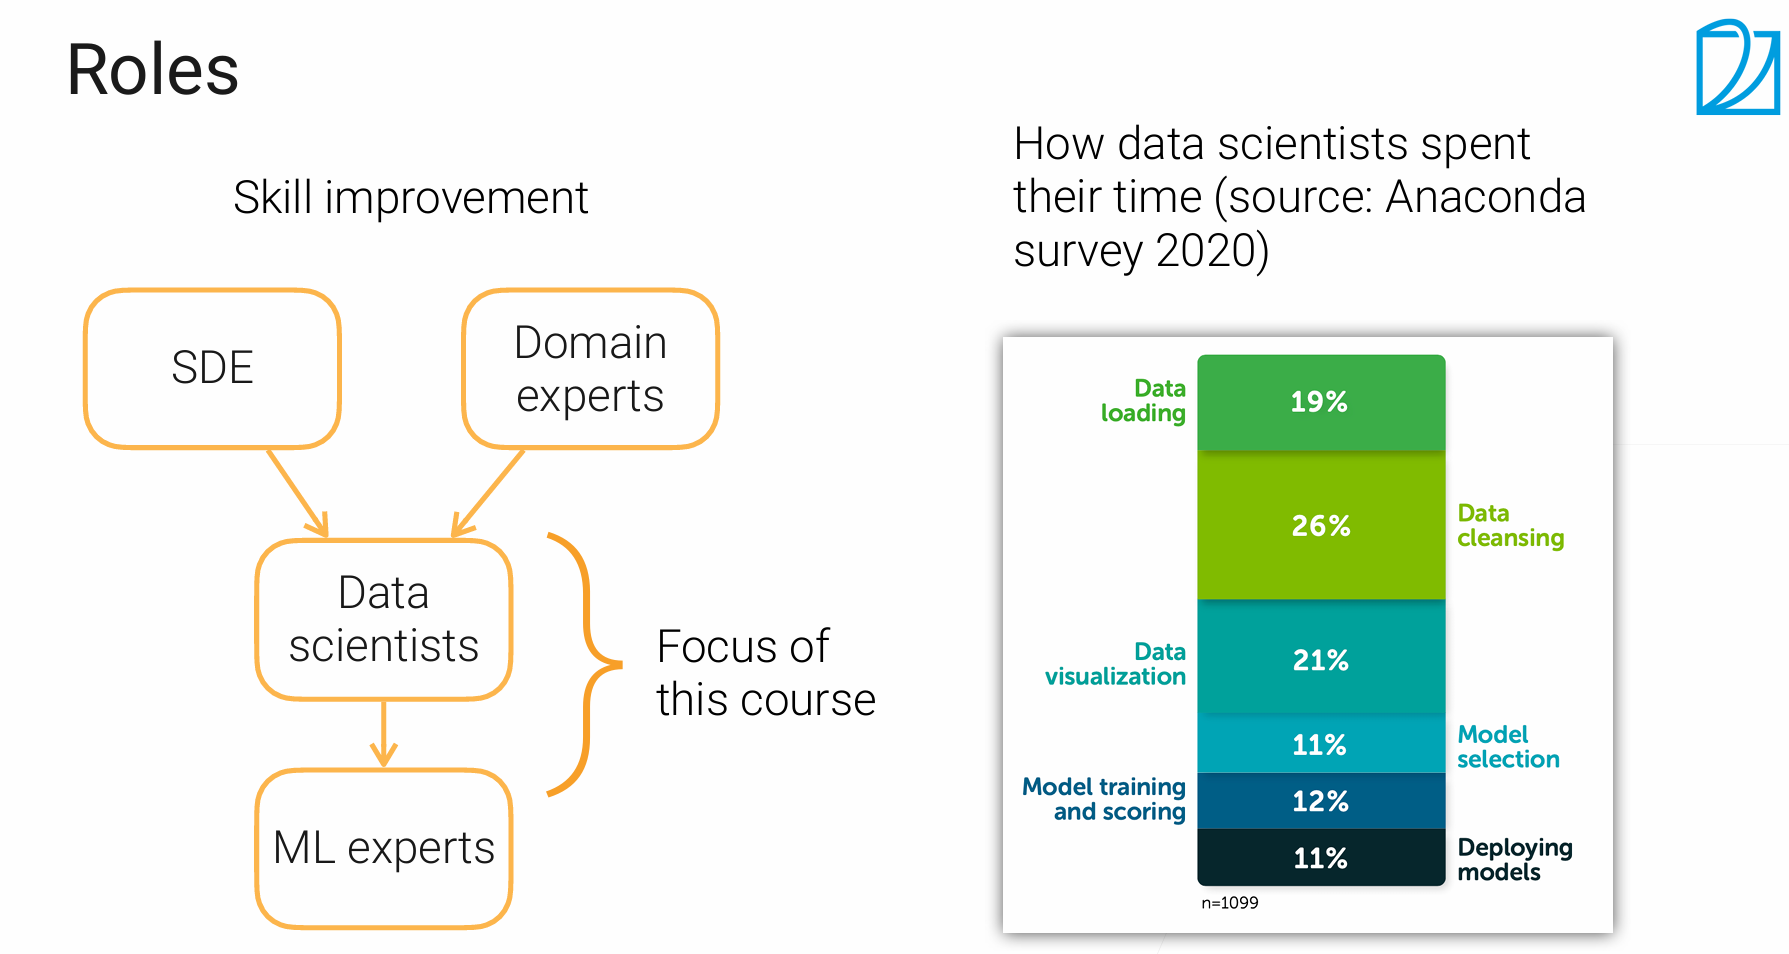 Roles
Skill improvement
SDE
Domain
experts
Data
scientists
ML experts
Focus of
this course
How data scientists spent
their time (source: Anaconda
survey 2020)
Data
loading
19%
26%
Data
cleansing
Data
visualization
21%
11%
Model
selection
Model training
and scoring
12%
11%
Deploying
models
n=1099